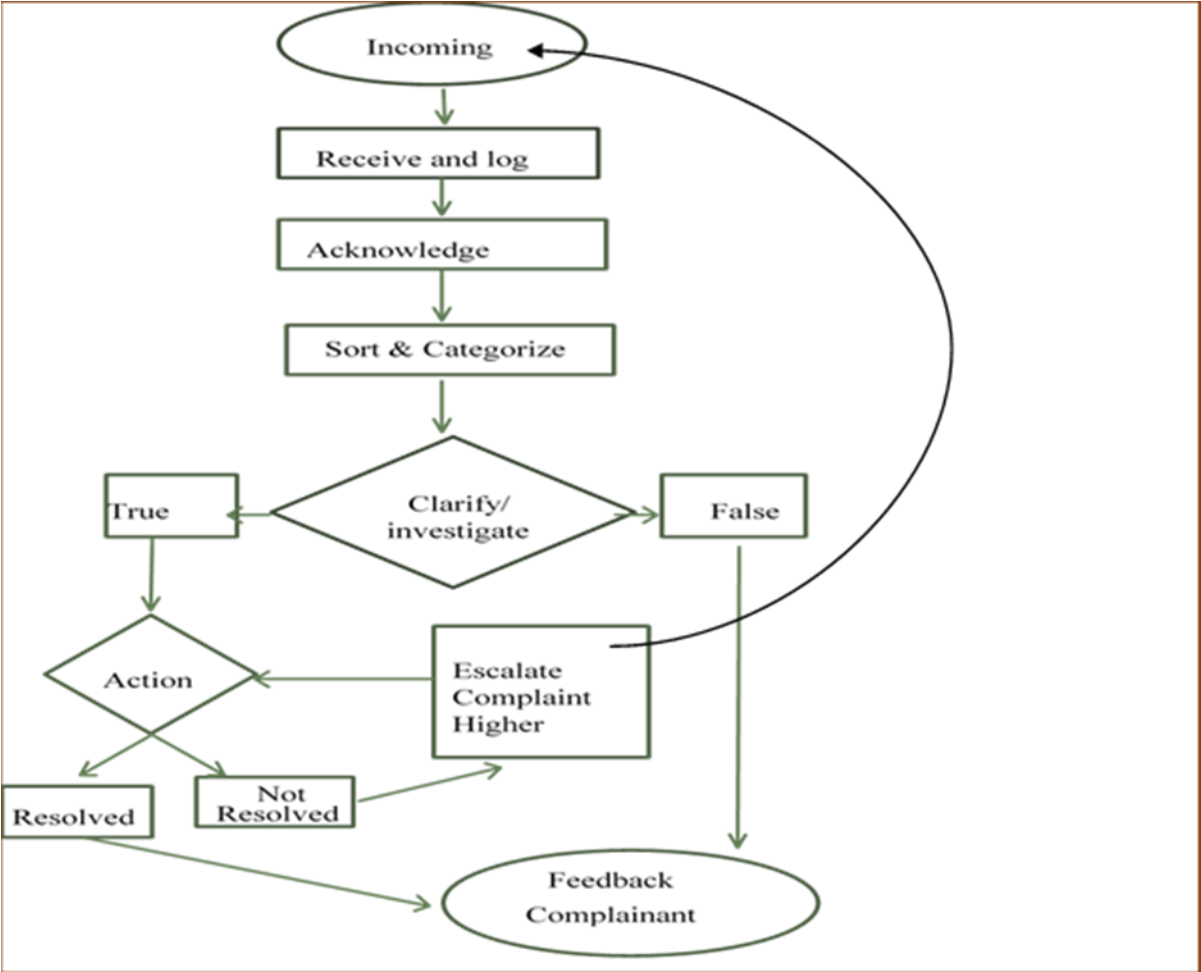 Incoming
Receive and log
Acknowledge
Sort & Categorize
True
Clarify/
investigate
False
Action
Escalate
Complaint
Higher
Resolved
Not
Resolved
Feedback
Complainant